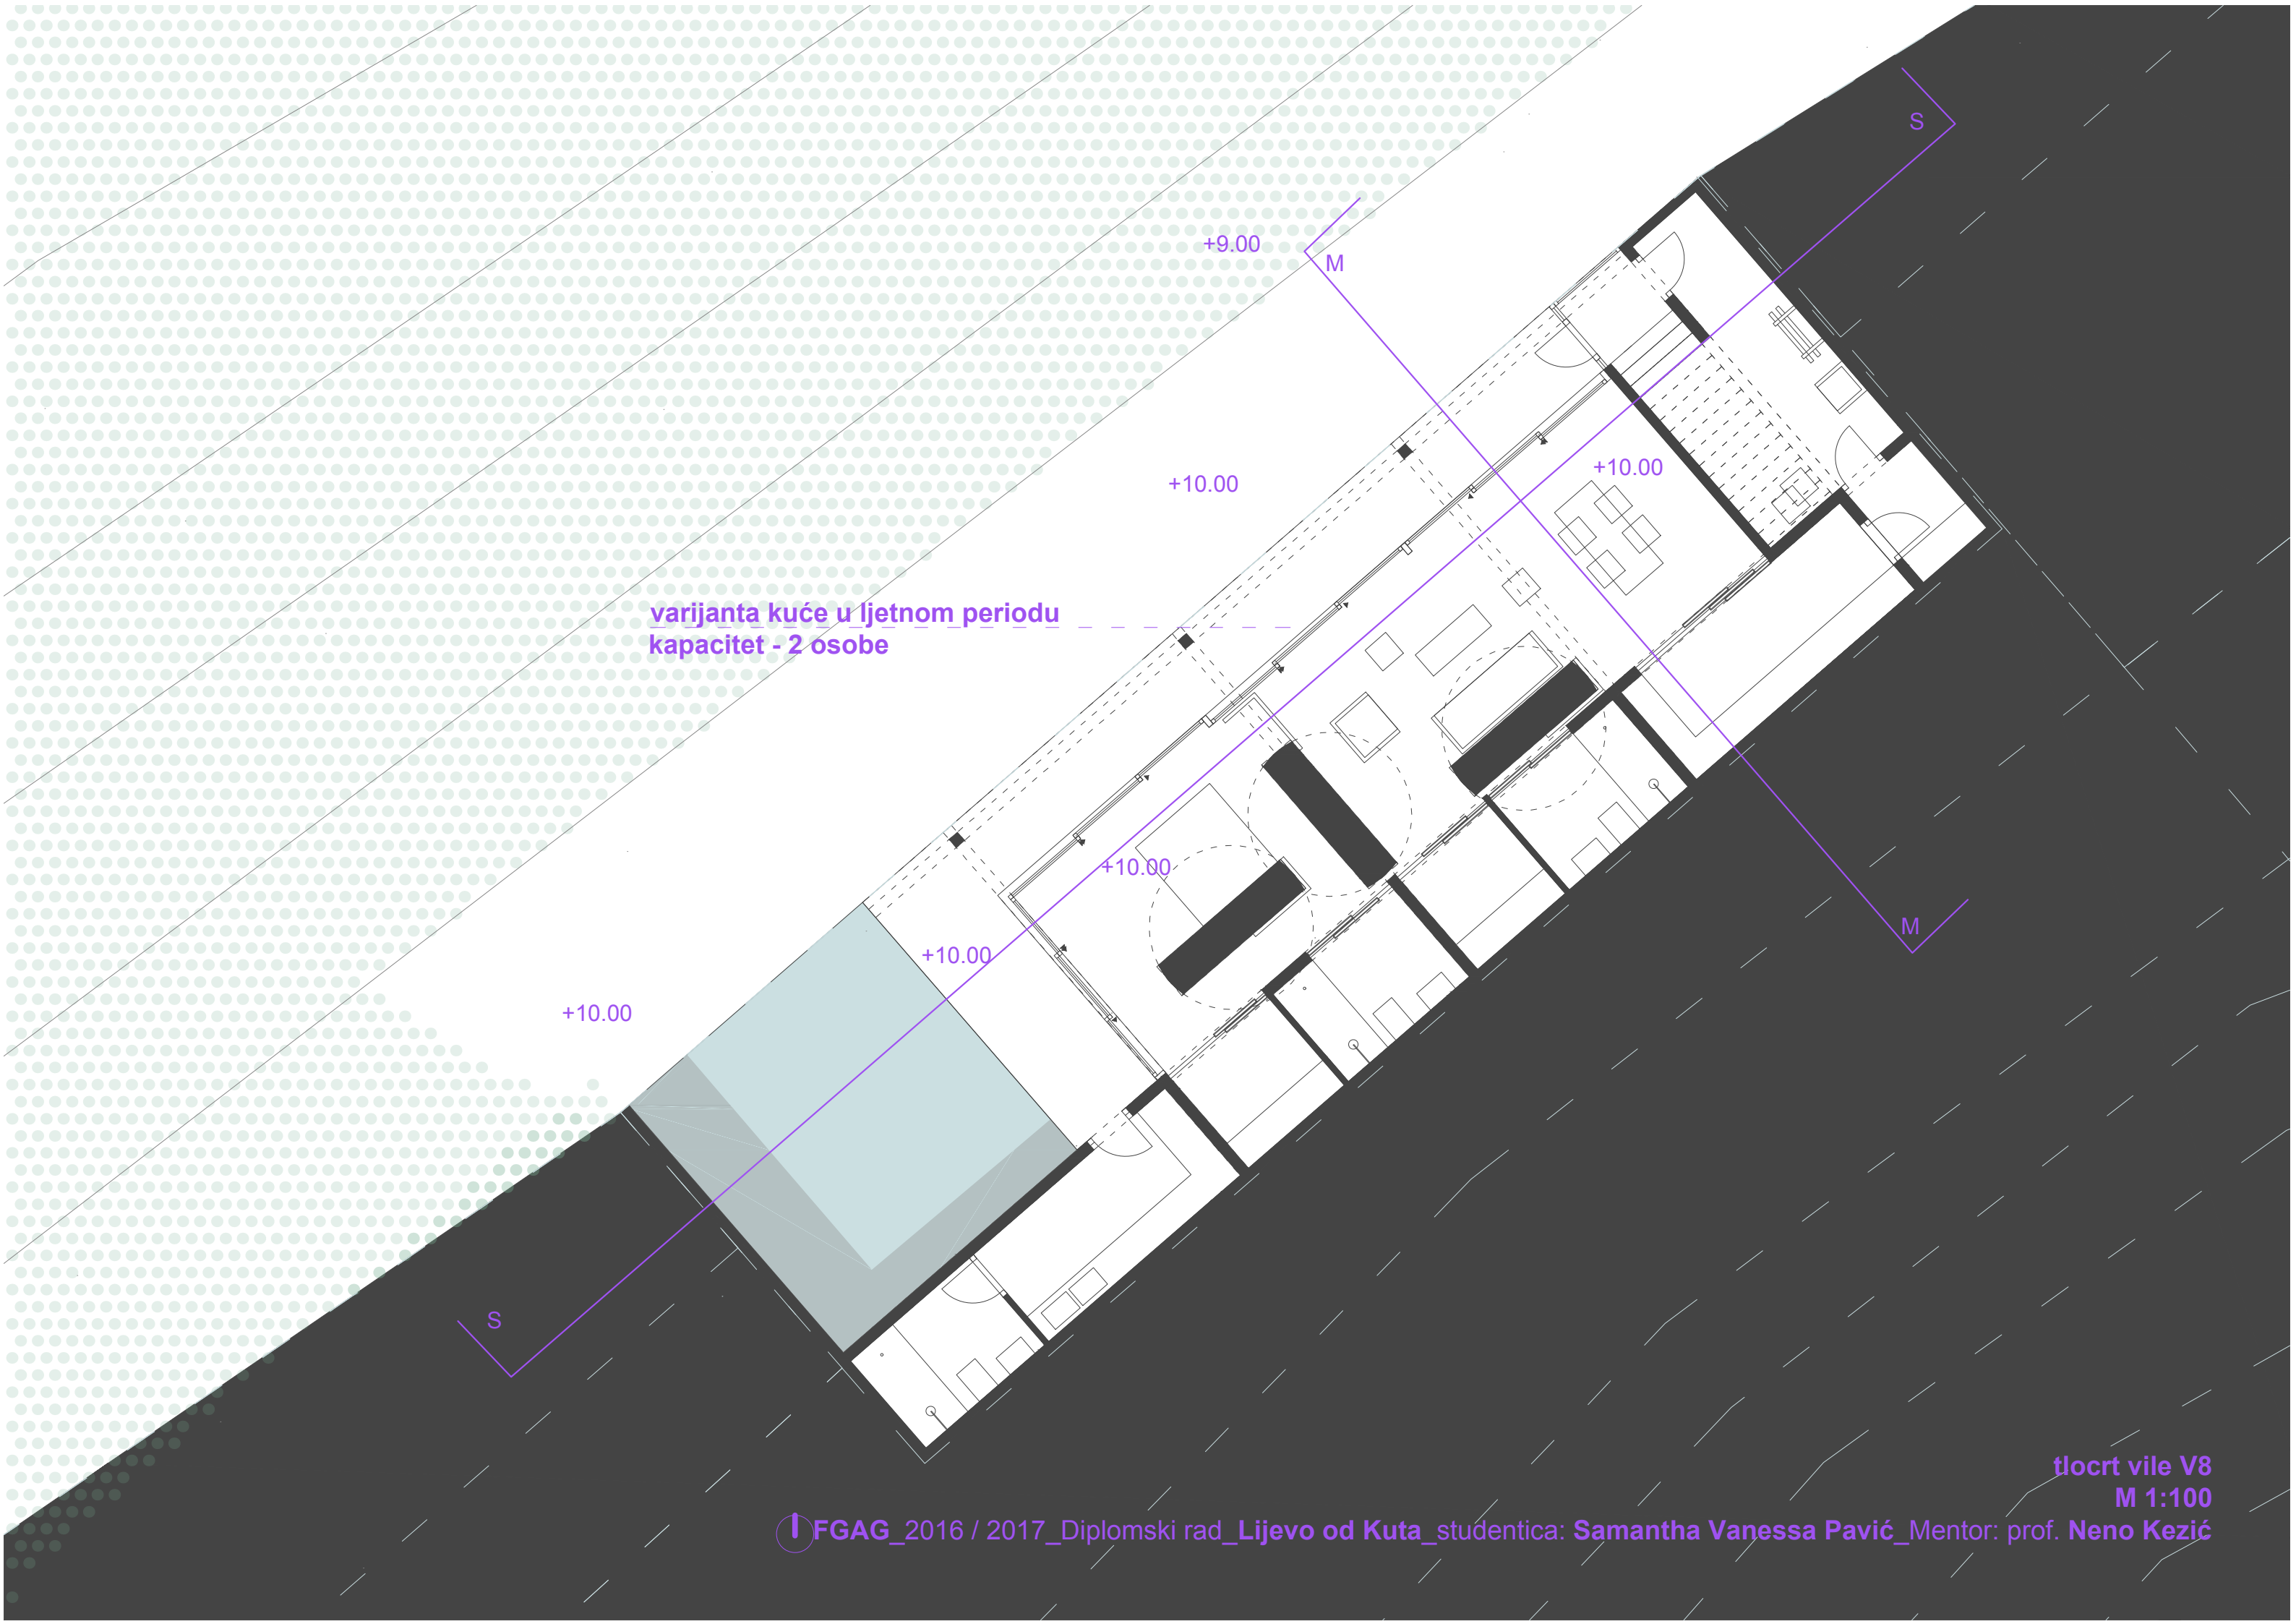 S
+9.00
M
+10.00
+10.00
varijanta kuće u ljetnom periodu
kapacitet - 2 osobe
+10.00
+10.00
M
+10.00
S
tlocrt vile V8
M 1:100
FGAG_2016 / 2017_Diplomski rad_Lijevo od Kuta_studentica: Samantha Vanessa Pavić_Mentor: prof. Neno Kezić